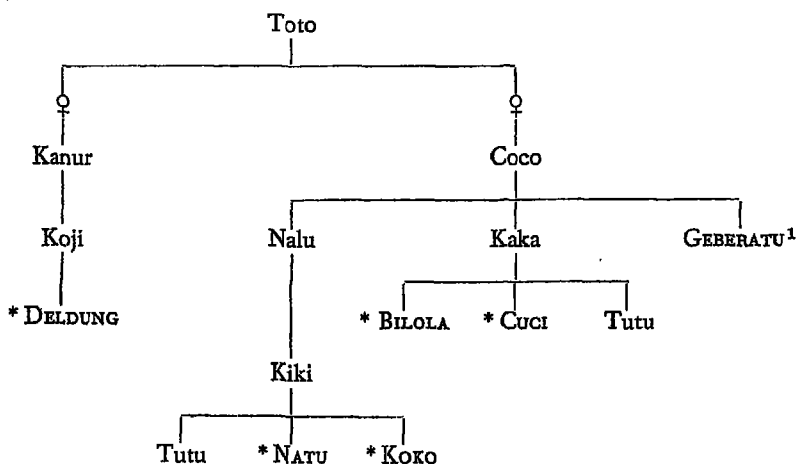 Toto
♀ ♀
Kanur Coco
Koji Nalu Kaka GEBERATU¹
* DELDUNG * BILOLA * CUCI Tutu
Kiki
Tutu * NATU * KOKO